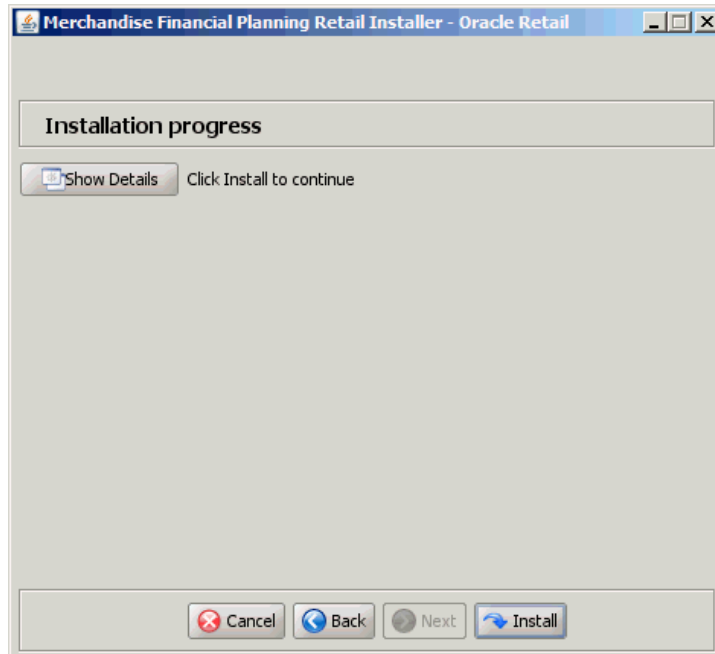 Merchandise Financial Planning Retail Installer - Oracle Retail
Installation progress
Show Details Click Install to continue
Cancel Back Next Install